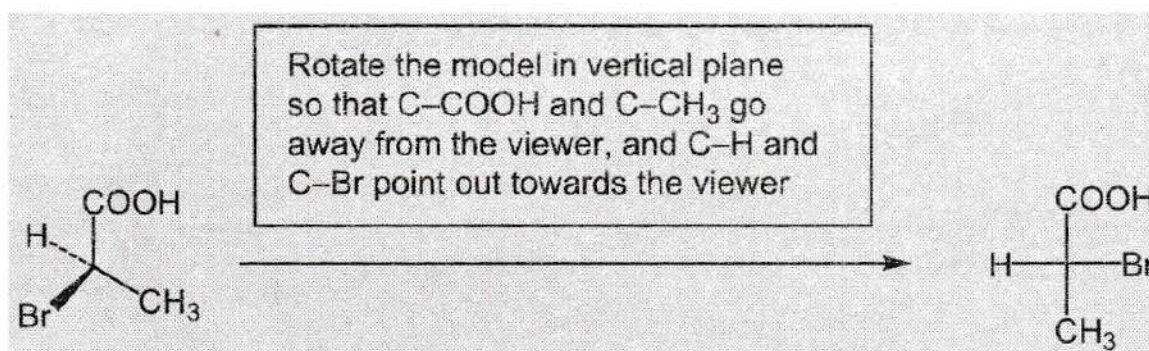 Rotate the model in vertical plane
so that C–COOH and C–CH₃ go
away from the viewer, and C–H and
C–Br point out towards the viewer
COOH
H
Br
CH₃
COOH
H
Br
CH₃